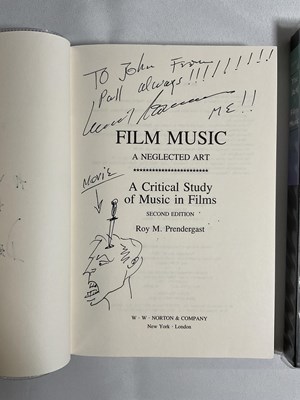 TO John From
Paul always!!!!!!!!!!
ME!!
FILM MUSIC
A NEGLECTED ART
************************
A Critical Study
of Music in Films
SECOND EDITION
Roy M. Prendergast
MOVIE
W · W · NORTON & COMPANY
New York · London